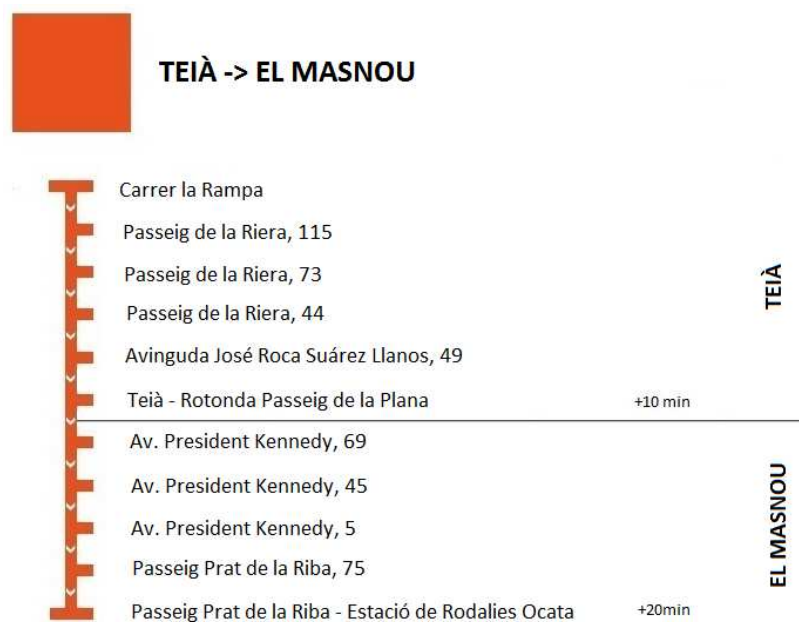 TEIÀ -> EL MASNOU
Carrer la Rampa
Passeig de la Riera, 115
Passeig de la Riera, 73
Passeig de la Riera, 44
Avinguda José Roca Suárez Llanos, 49
Teià - Rotonda Passeig de la Plana +10 min
TEIÀ
Av. President Kennedy, 69
Av. President Kennedy, 45
Av. President Kennedy, 5
Passeig Prat de la Riba, 75
Passeig Prat de la Riba - Estació de Rodalies Ocata +20min
EL MASNOU